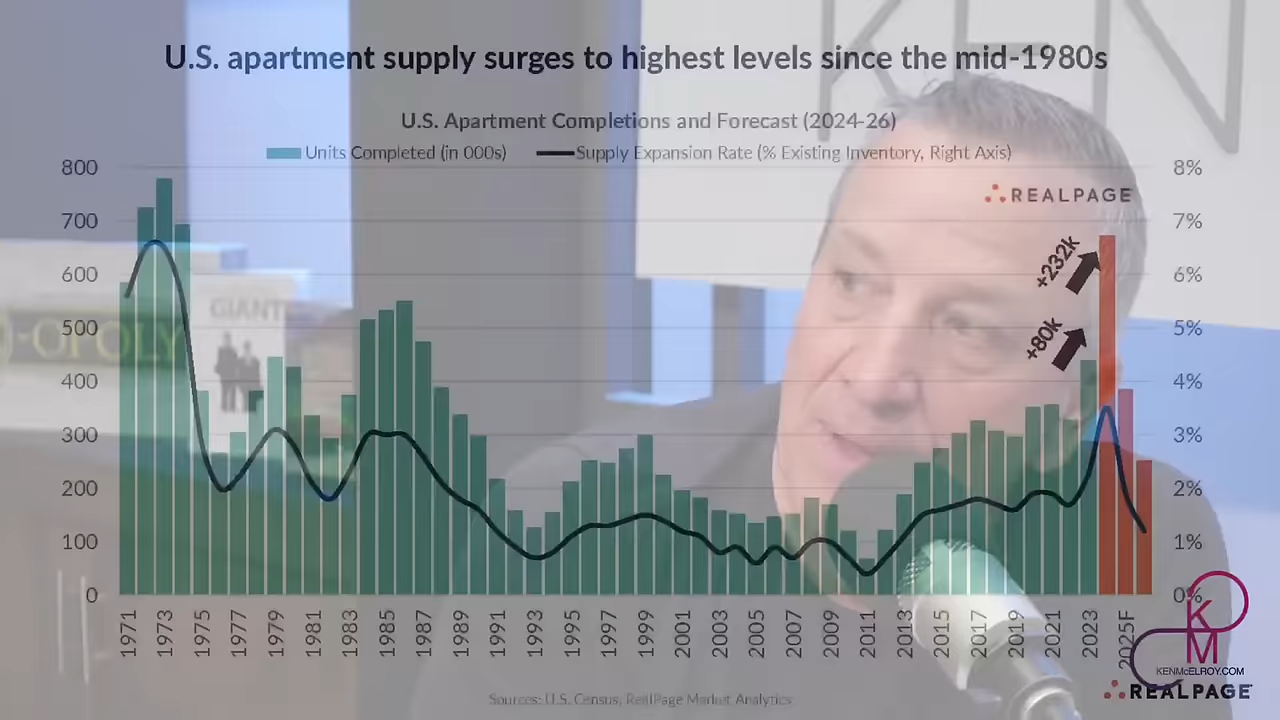 KEN
U.S. apartment supply surges to highest levels since the mid-1980s
U.S. Apartment Completions and Forecast (2024-26)
Units Completed (in 000s)
Supply Expansion Rate (% Existing Inventory, Right Axis)
REALPAGE
800
700
600
500
400
300
200
100
0
8%
7%
6%
5%
4%
3%
2%
1%
0%
+232k
+80k
GIANT
-OPOLY
1971
1973
1975
1977
1979
1981
1983
1985
1987
1989
1991
1993
1995
1997
1999
2001
2003
2005
2007
2009
2011
2013
2015
2017
2019
2021
2023
2025F
Sources: U.S. Census, RealPage Market Analytics
K
M
KENMCELROY.COM
REALPAGE